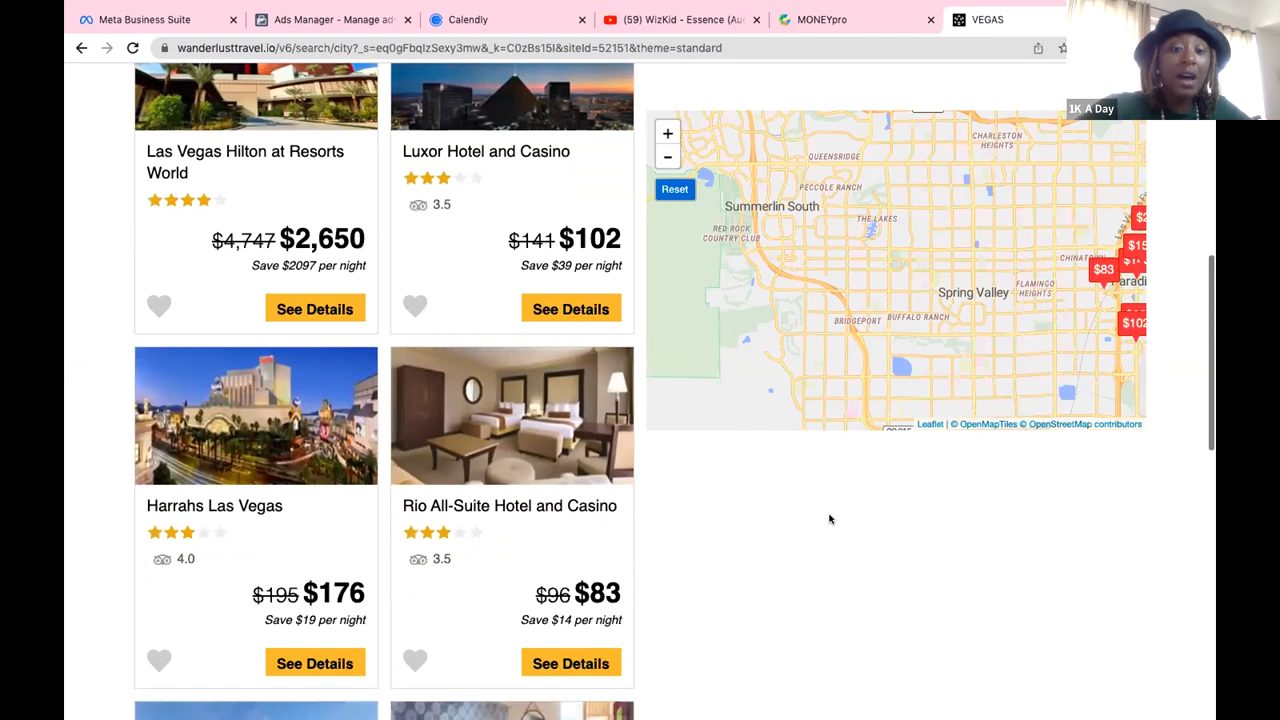 Meta Business Suite
Ads Manager - Manage ad
Calendly
(59) WizKid - Essence (Au
MONEYpro
VEGAS
wanderlusttravel.io/v6/search/city?_s=eq0gFbqIzSexy3mw&_k=C0zBs15I&siteId=52151&theme=standard
1K A Day
Las Vegas Hilton at Resorts
World
$4,747 $2,650
Save $2097 per night
See Details
Luxor Hotel and Casino
3.5
$141 $102
Save $39 per night
See Details
Harrahs Las Vegas
4.0
$195 $176
Save $19 per night
See Details
Rio All-Suite Hotel and Casino
3.5
$96 $83
Save $14 per night
See Details
+
-
Reset
CHARLESTON
HEIGHTS
QUEENSRIDGE
PECCOLE RANCH
Summerlin South
THE LAKES
RED ROCK
COUNTRY CLUB
CHINATOWN
$2
$15
$83
Paradi
FLAMINGO
HEIGHTS
Spring Valley
BRIDGEPORT
BUFFALO RANCH
$102
Leaflet | © OpenMapTiles © OpenStreetMap contributors